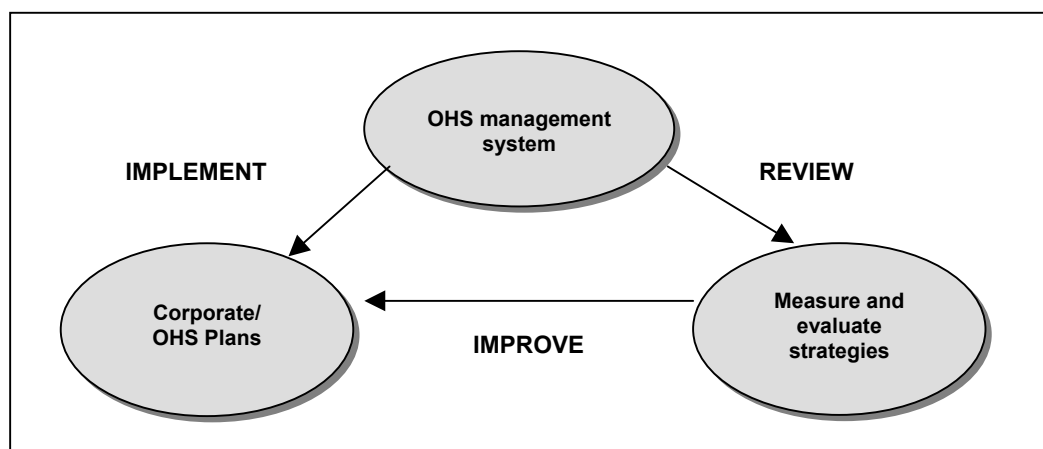 OHS management
system
IMPLEMENT
REVIEW
Corporate/
OHS Plans
Measure and
evaluate
strategies
IMPROVE